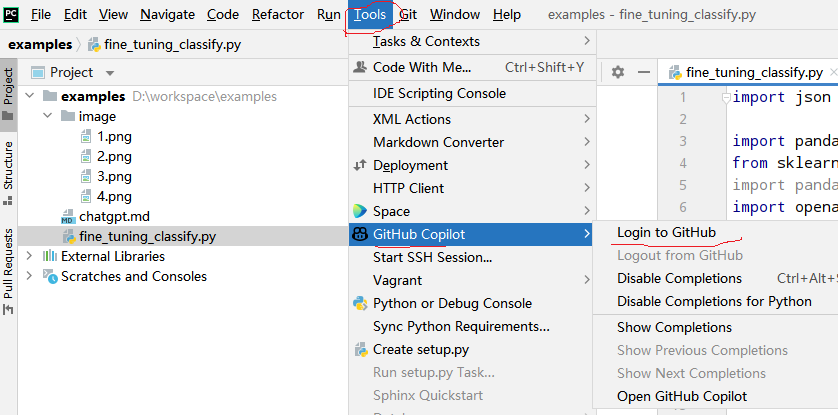 PC File Edit View Navigate Code Refactor Run Tools Git Window Help examples - fine_tuning_classify.py
examples fine_tuning_classify.py
Project
Structure
Pull Requests
Project
examples D:\workspace\examples
image
1.png
2.png
3.png
4.png
chatgpt.md
fine_tuning_classify.py
External Libraries
Scratches and Consoles
Tasks & Contexts
Code With Me... Ctrl+Shift+Y
IDE Scripting Console
XML Actions
Markdown Converter
Deployment
HTTP Client
Space
GitHub Copilot
Start SSH Session...
Vagrant
Python or Debug Console
Sync Python Requirements...
Create setup.py
Run setup.py Task...
Sphinx Quickstart
Login to GitHub
Logout from GitHub
Disable Completions Ctrl+Alt+
Disable Completions for Python
Show Completions
Show Previous Completions
Show Next Completions
Open GitHub Copilot
fine_tuning_classify.py
1 import json
2
3 import panda
4 from sklearn
5 import panda
6 import opena